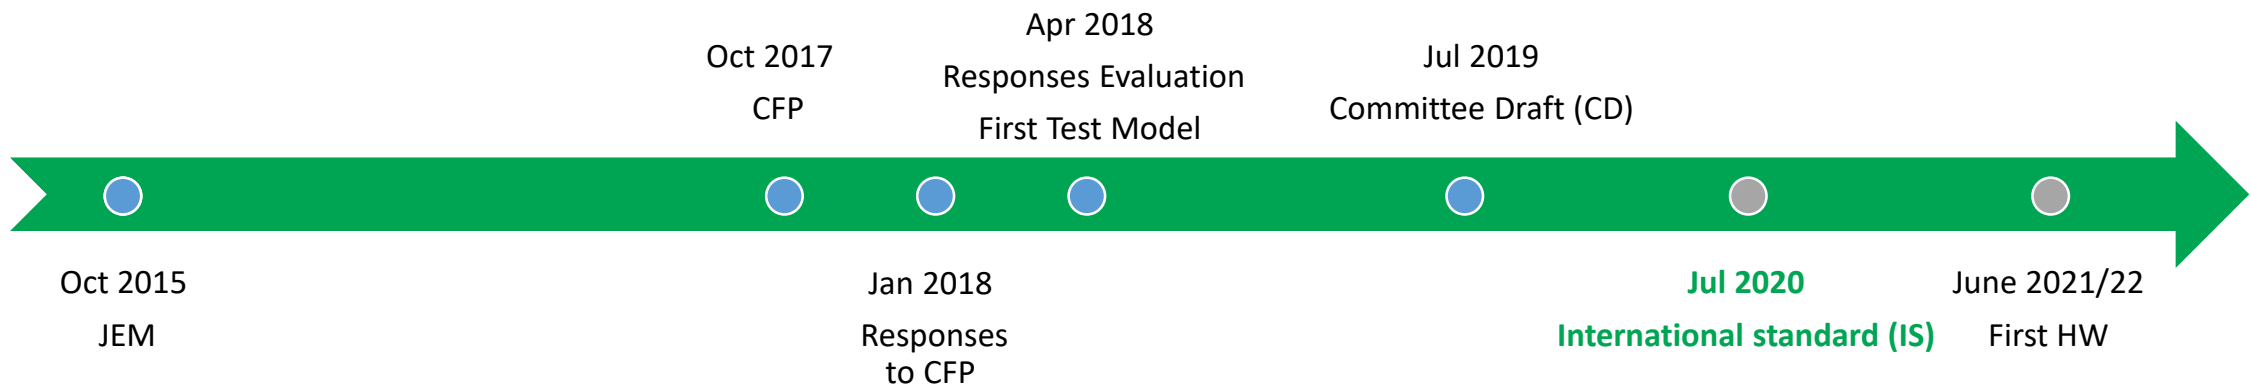 Oct 2015
JEM
Oct 2017
CFP
Jan 2018
Responses
to CFP
Apr 2018
Responses Evaluation
First Test Model
Jul 2019
Committee Draft (CD)
Jul 2020
International standard (IS)
June 2021/22
First HW